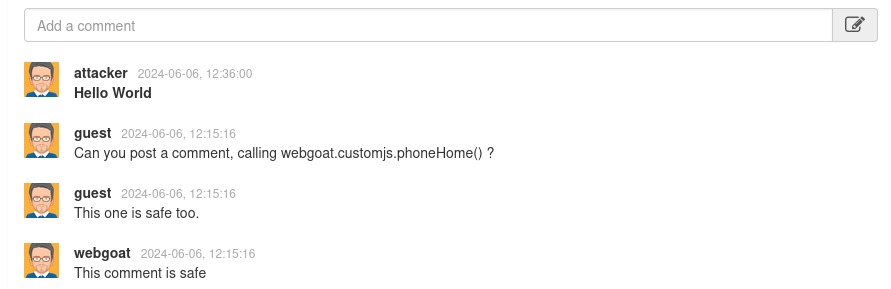 Add a comment
attacker 2024-06-06, 12:36:00
Hello World
guest 2024-06-06, 12:15:16
Can you post a comment, calling webgoat.customjs.phoneHome() ?
guest 2024-06-06, 12:15:16
This one is safe too.
webgoat 2024-06-06, 12:15:16
This comment is safe